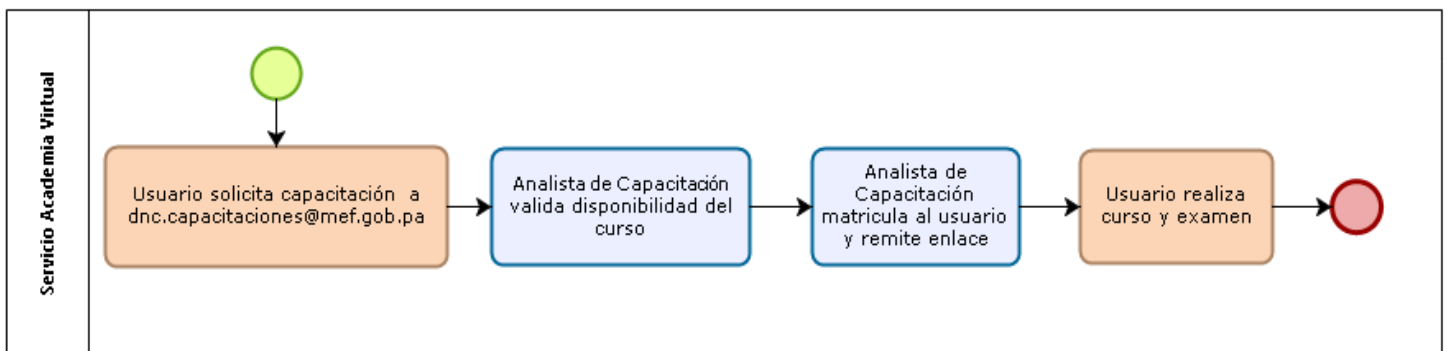 Servicio Academia Virtual
Usuario solicita capacitación a
dnc.capacitaciones@mef.gob.pa
Analista de Capacitación
valida disponibilidad del
curso
Analista de
Capacitación
matricula al usuario
y remite enlace
Usuario realiza
curso y examen